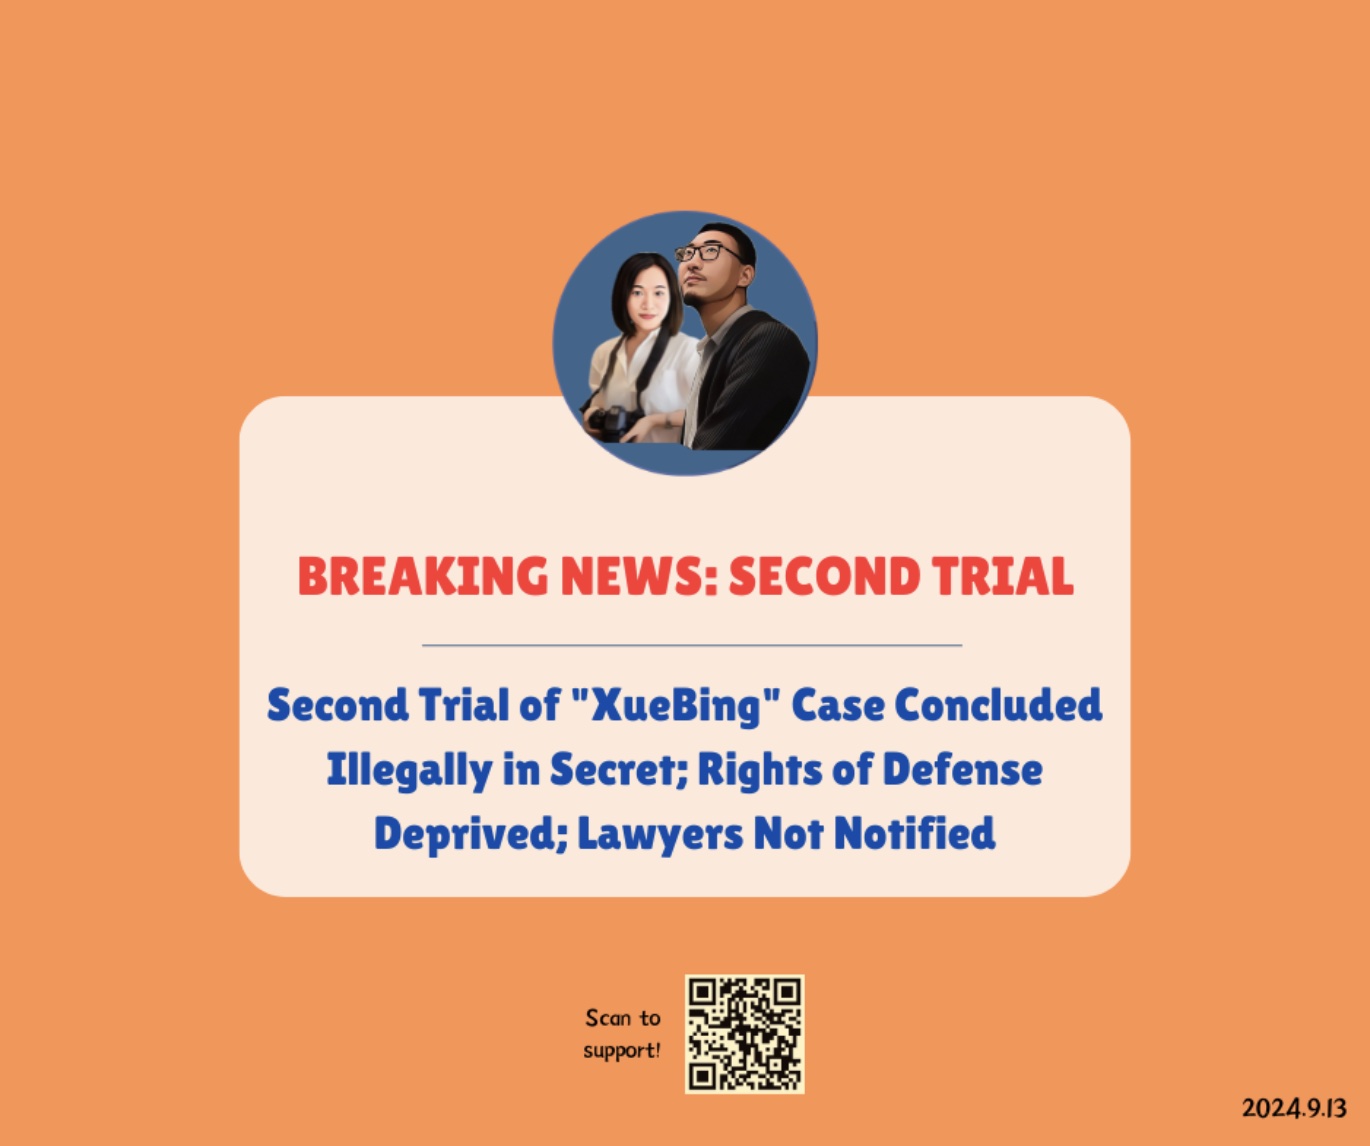 BREAKING NEWS: SECOND TRIAL
Second Trial of "XueBing" Case Concluded
Illegally in Secret; Rights of Defense
Deprived; Lawyers Not Notified
Scan to
support!
2024.9.13